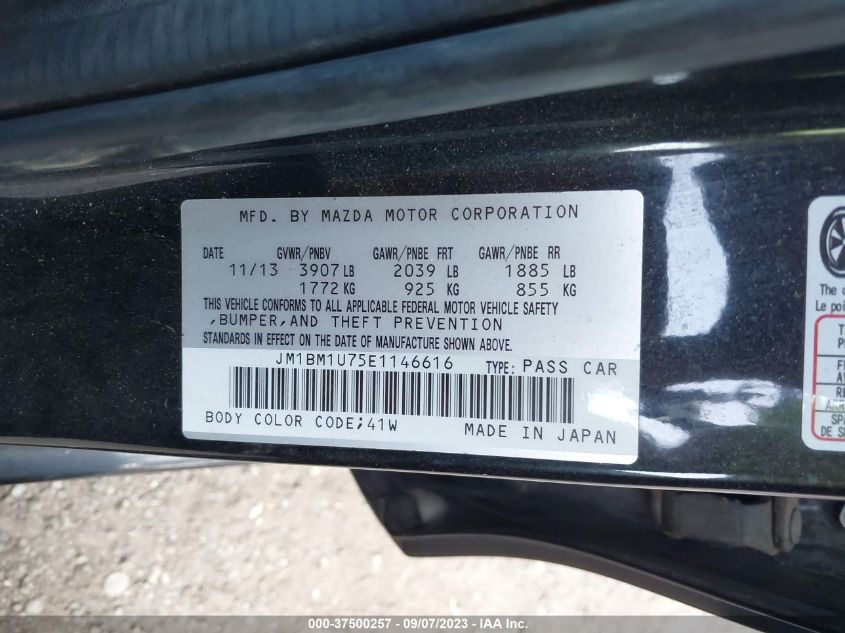 MFD. BY MAZDA MOTOR CORPORATION
DATE GVWR/PNBV GAWR/PNBE FRT GAWR/PNBE RR
11/13 3907 LB 2039 LB 1885 LB
1772 KG 925 KG 855 KG
THIS VEHICLE CONFORMS TO ALL APPLICABLE FEDERAL MOTOR VEHICLE SAFETY
,BUMPER,AND THEFT PREVENTION
STANDARDS IN EFFECT ON THE DATE OF MANUFACTURE SHOWN ABOVE.
JM1BM1U75E1146616 TYPE: PASS CAR
BODY COLOR CODE;41W MADE IN JAPAN
The
Le
000-37500257 - 09/07/2023 - IAA Inc.